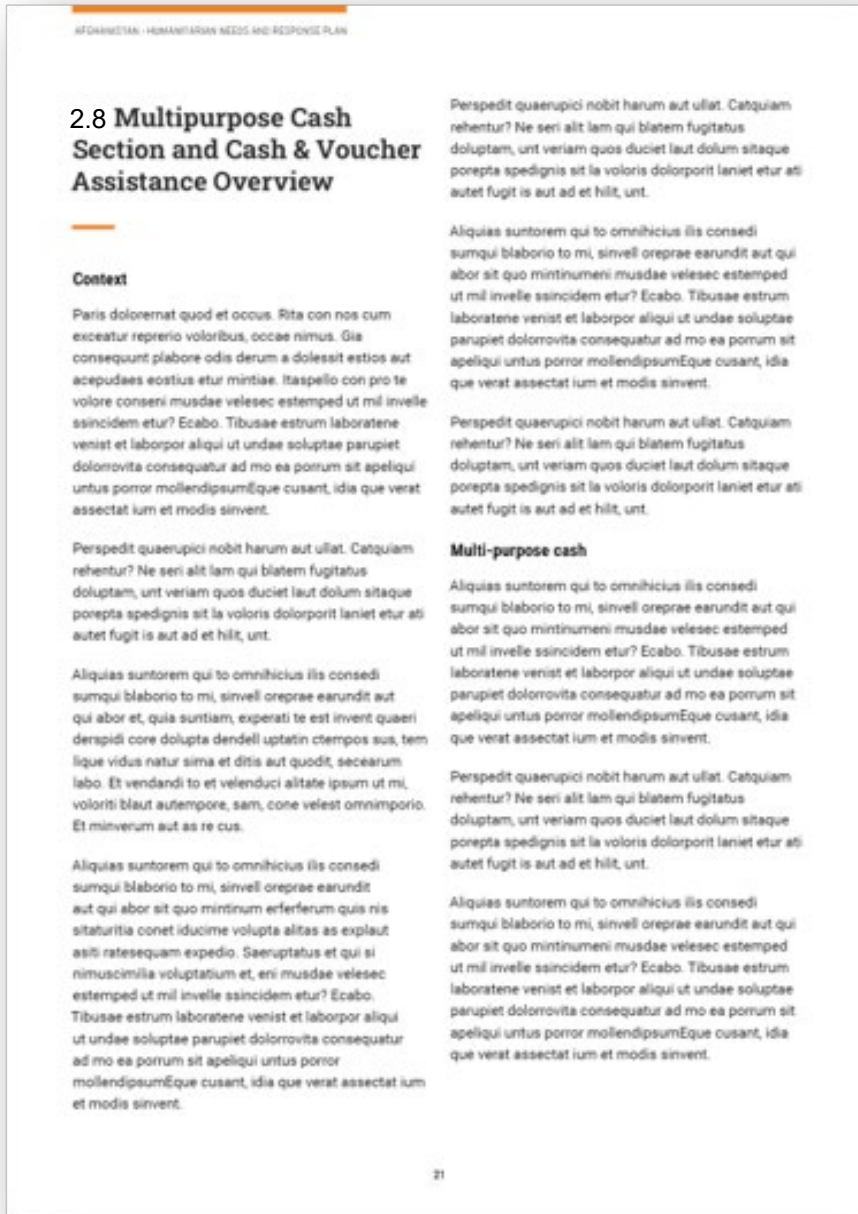 AFGHANISTAN - HUMANITARIAN NEEDS AND RESPONSE PLAN
2.8 Multipurpose Cash
Section and Cash & Voucher
Assistance Overview
Context
Paris dolorernat quod et occus. Rita con nos cum
exceatur reprerio voloribus, occae nimus. Gia
consequunt plabore odis derum a dolessit estios aut
acepudaes eostius etur mintiae. Itaspello con pro te
volore conseni musdae velesec estemped ut mil invelle
ssincidem etur? Ecabo. Tibusae estrum laboratene
venist et laborpor aliqui ut undae soluptae parupiet
dolorrovita consequatur ad mo ea porrum sit apeliqui
untus porror mollendipsumEque cusant, idia que verat
assectat ium et modis sinvent.
Perspedit quaerupici nobit harum aut ullat. Catquiam
rehentur? Ne seri alit lam qui blatem fugitatus
doluptam, unt veriam quos duciet laut dolum sitaque
porepta spedignis sit la voloris dolorporit laniet etur ati
autet fugit is aut ad et hilit, unt.
Aliquias suntorem qui to omnihicius ilis consedi
sumqui blaborio to mi, sinvell oreprae earundit aut
qui abor et, quia suntiam, experati te est invent quaeri
derspidi core dolupta dendell uptatin ctempos sus, tem
lique vidus natur sima et ditis aut quodit, secearum
labo. Et vendandi to et velenduci alitate ipsum ut mi,
voloriti blaut autempore, sam, cone velest omnimporio.
Et minverum aut as re cus.
Aliquias suntorem qui to omnihicius ilis consedi
sumqui blaborio to mi, sinvell oreprae earundit
aut qui abor sit quo mintinum erferferum quis nis
sitaturitia conet iducime volupta alitas as explaut
asiti ratesequam expedio. Saeruptatus et qui si
nimuscimilia voluptatium et, eni musdae velesec
estemped ut mil invelle ssincidem etur? Ecabo.
Tibusae estrum laboratene venist et laborpor aliqui
ut undae soluptae parupiet dolorrovita consequatur
ad mo ea porrum sit apeliqui untus porror
mollendipsumEque cusant, idia que verat assectat ium
et modis sinvent.
Perspedit quaerupici nobit harum aut ullat. Catquiam
rehentur? Ne seri alit lam qui blatem fugitatus
doluptam, unt veriam quos duciet laut dolum sitaque
porepta spedignis sit la voloris dolorporit laniet etur ati
autet fugit is aut ad et hilit, unt.
Aliquias suntorem qui to omnihicius ilis consedi
sumqui blaborio to mi, sinvell oreprae earundit aut qui
abor sit quo mintinumeni musdae velesec estemped
ut mil invelle ssincidem etur? Ecabo. Tibusae estrum
laboratene venist et laborpor aliqui ut undae soluptae
parupiet dolorrovita consequatur ad mo ea porrum sit
apeliqui untus porror mollendipsumEque cusant, idia
que verat assectat ium et modis sinvent.
Perspedit quaerupici nobit harum aut ullat. Catquiam
rehentur? Ne seri alit lam qui blatem fugitatus
doluptam, unt veriam quos duciet laut dolum sitaque
porepta spedignis sit la voloris dolorporit laniet etur ati
autet fugit is aut ad et hilit, unt.
Multi-purpose cash
Aliquias suntorem qui to omnihicius ilis consedi
sumqui blaborio to mi, sinvell oreprae earundit aut qui
abor sit quo mintinumeni musdae velesec estemped
ut mil invelle ssincidem etur? Ecabo. Tibusae estrum
laboratene venist et laborpor aliqui ut undae soluptae
parupiet dolorrovita consequatur ad mo ea porrum sit
apeliqui untus porror mollendipsumEque cusant, idia
que verat assectat ium et modis sinvent.
Perspedit quaerupici nobit harum aut ullat. Catquiam
rehentur? Ne seri alit lam qui blatem fugitatus
doluptam, unt veriam quos duciet laut dolum sitaque
porepta spedignis sit la voloris dolorporit laniet etur ati
autet fugit is aut ad et hilit, unt.
Aliquias suntorem qui to omnihicius ilis consedi
sumqui blaborio to mi, sinvell oreprae earundit aut qui
abor sit quo mintinumeni musdae velesec estemped
ut mil invelle ssincidem etur? Ecabo. Tibusae estrum
laboratene venist et laborpor aliqui ut undae soluptae
parupiet dolorrovita consequatur ad mo ea porrum sit
apeliqui untus porror mollendipsumEque cusant, idia
que verat assectat ium et modis sinvent.
21